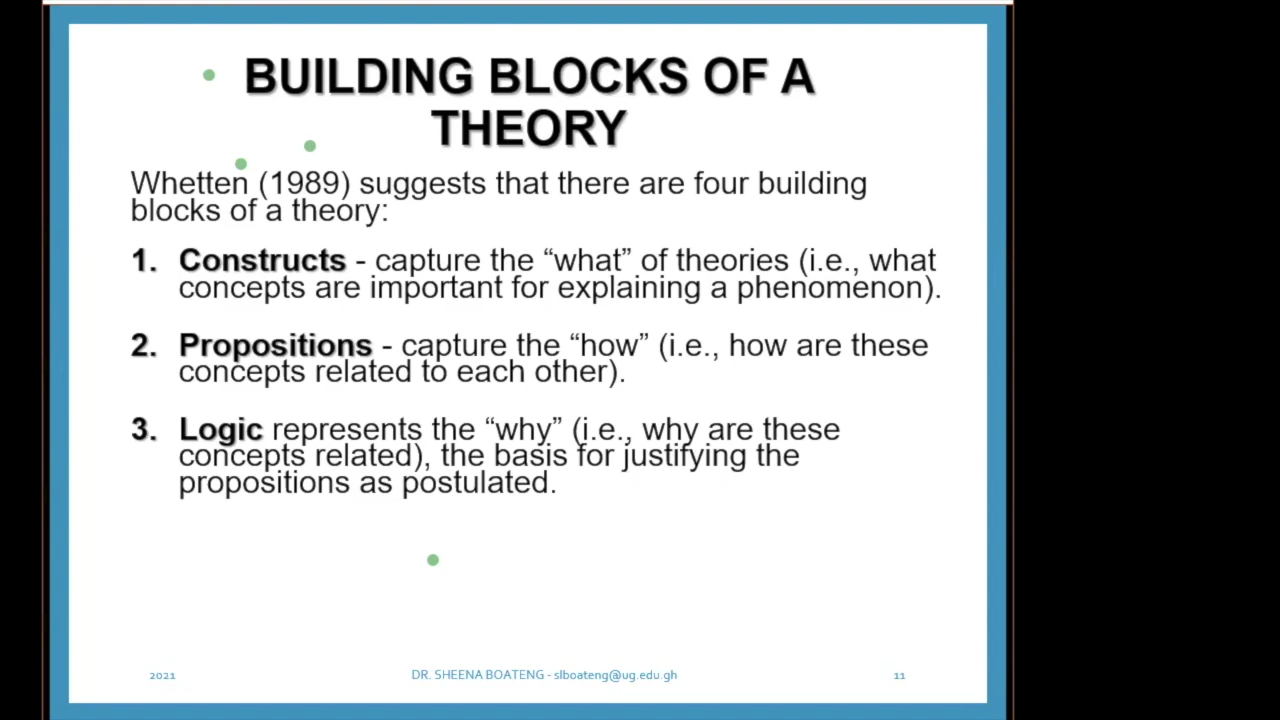 BUILDING BLOCKS OF A
THEORY
Whetten (1989) suggests that there are four building
blocks of a theory:
1. Constructs - capture the “what” of theories (i.e., what
concepts are important for explaining a phenomenon).
2. Propositions - capture the “how” (i.e., how are these
concepts related to each other).
3. Logic represents the “why” (i.e., why are these
concepts related), the basis for justifying the
propositions as postulated.
2021 DR. SHEENA BOATENG - slboateng@ug.edu.gh 11